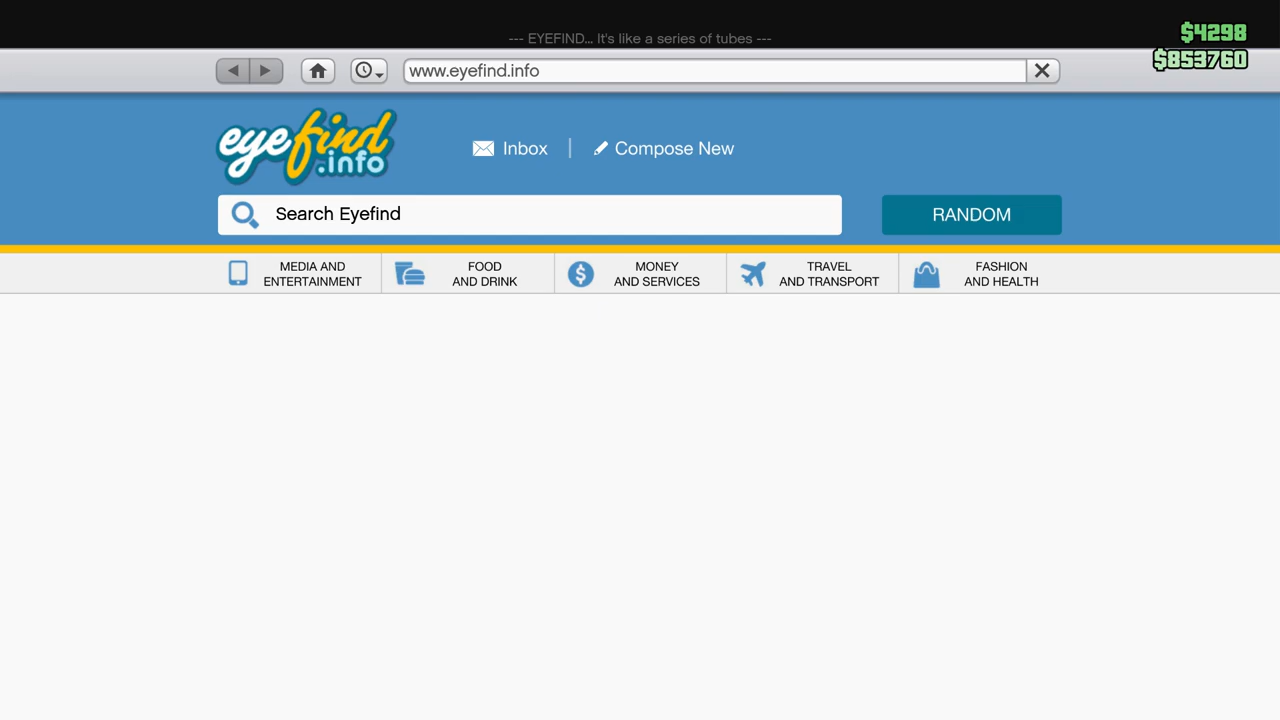 --- EYEFIND... It's like a series of tubes ---
$4298
$853760
www.eyefind.info
eyefind
.info
Inbox
Compose New
Search Eyefind
RANDOM
MEDIA AND
ENTERTAINMENT
FOOD
AND DRINK
MONEY
AND SERVICES
TRAVEL
AND TRANSPORT
FASHION
AND HEALTH